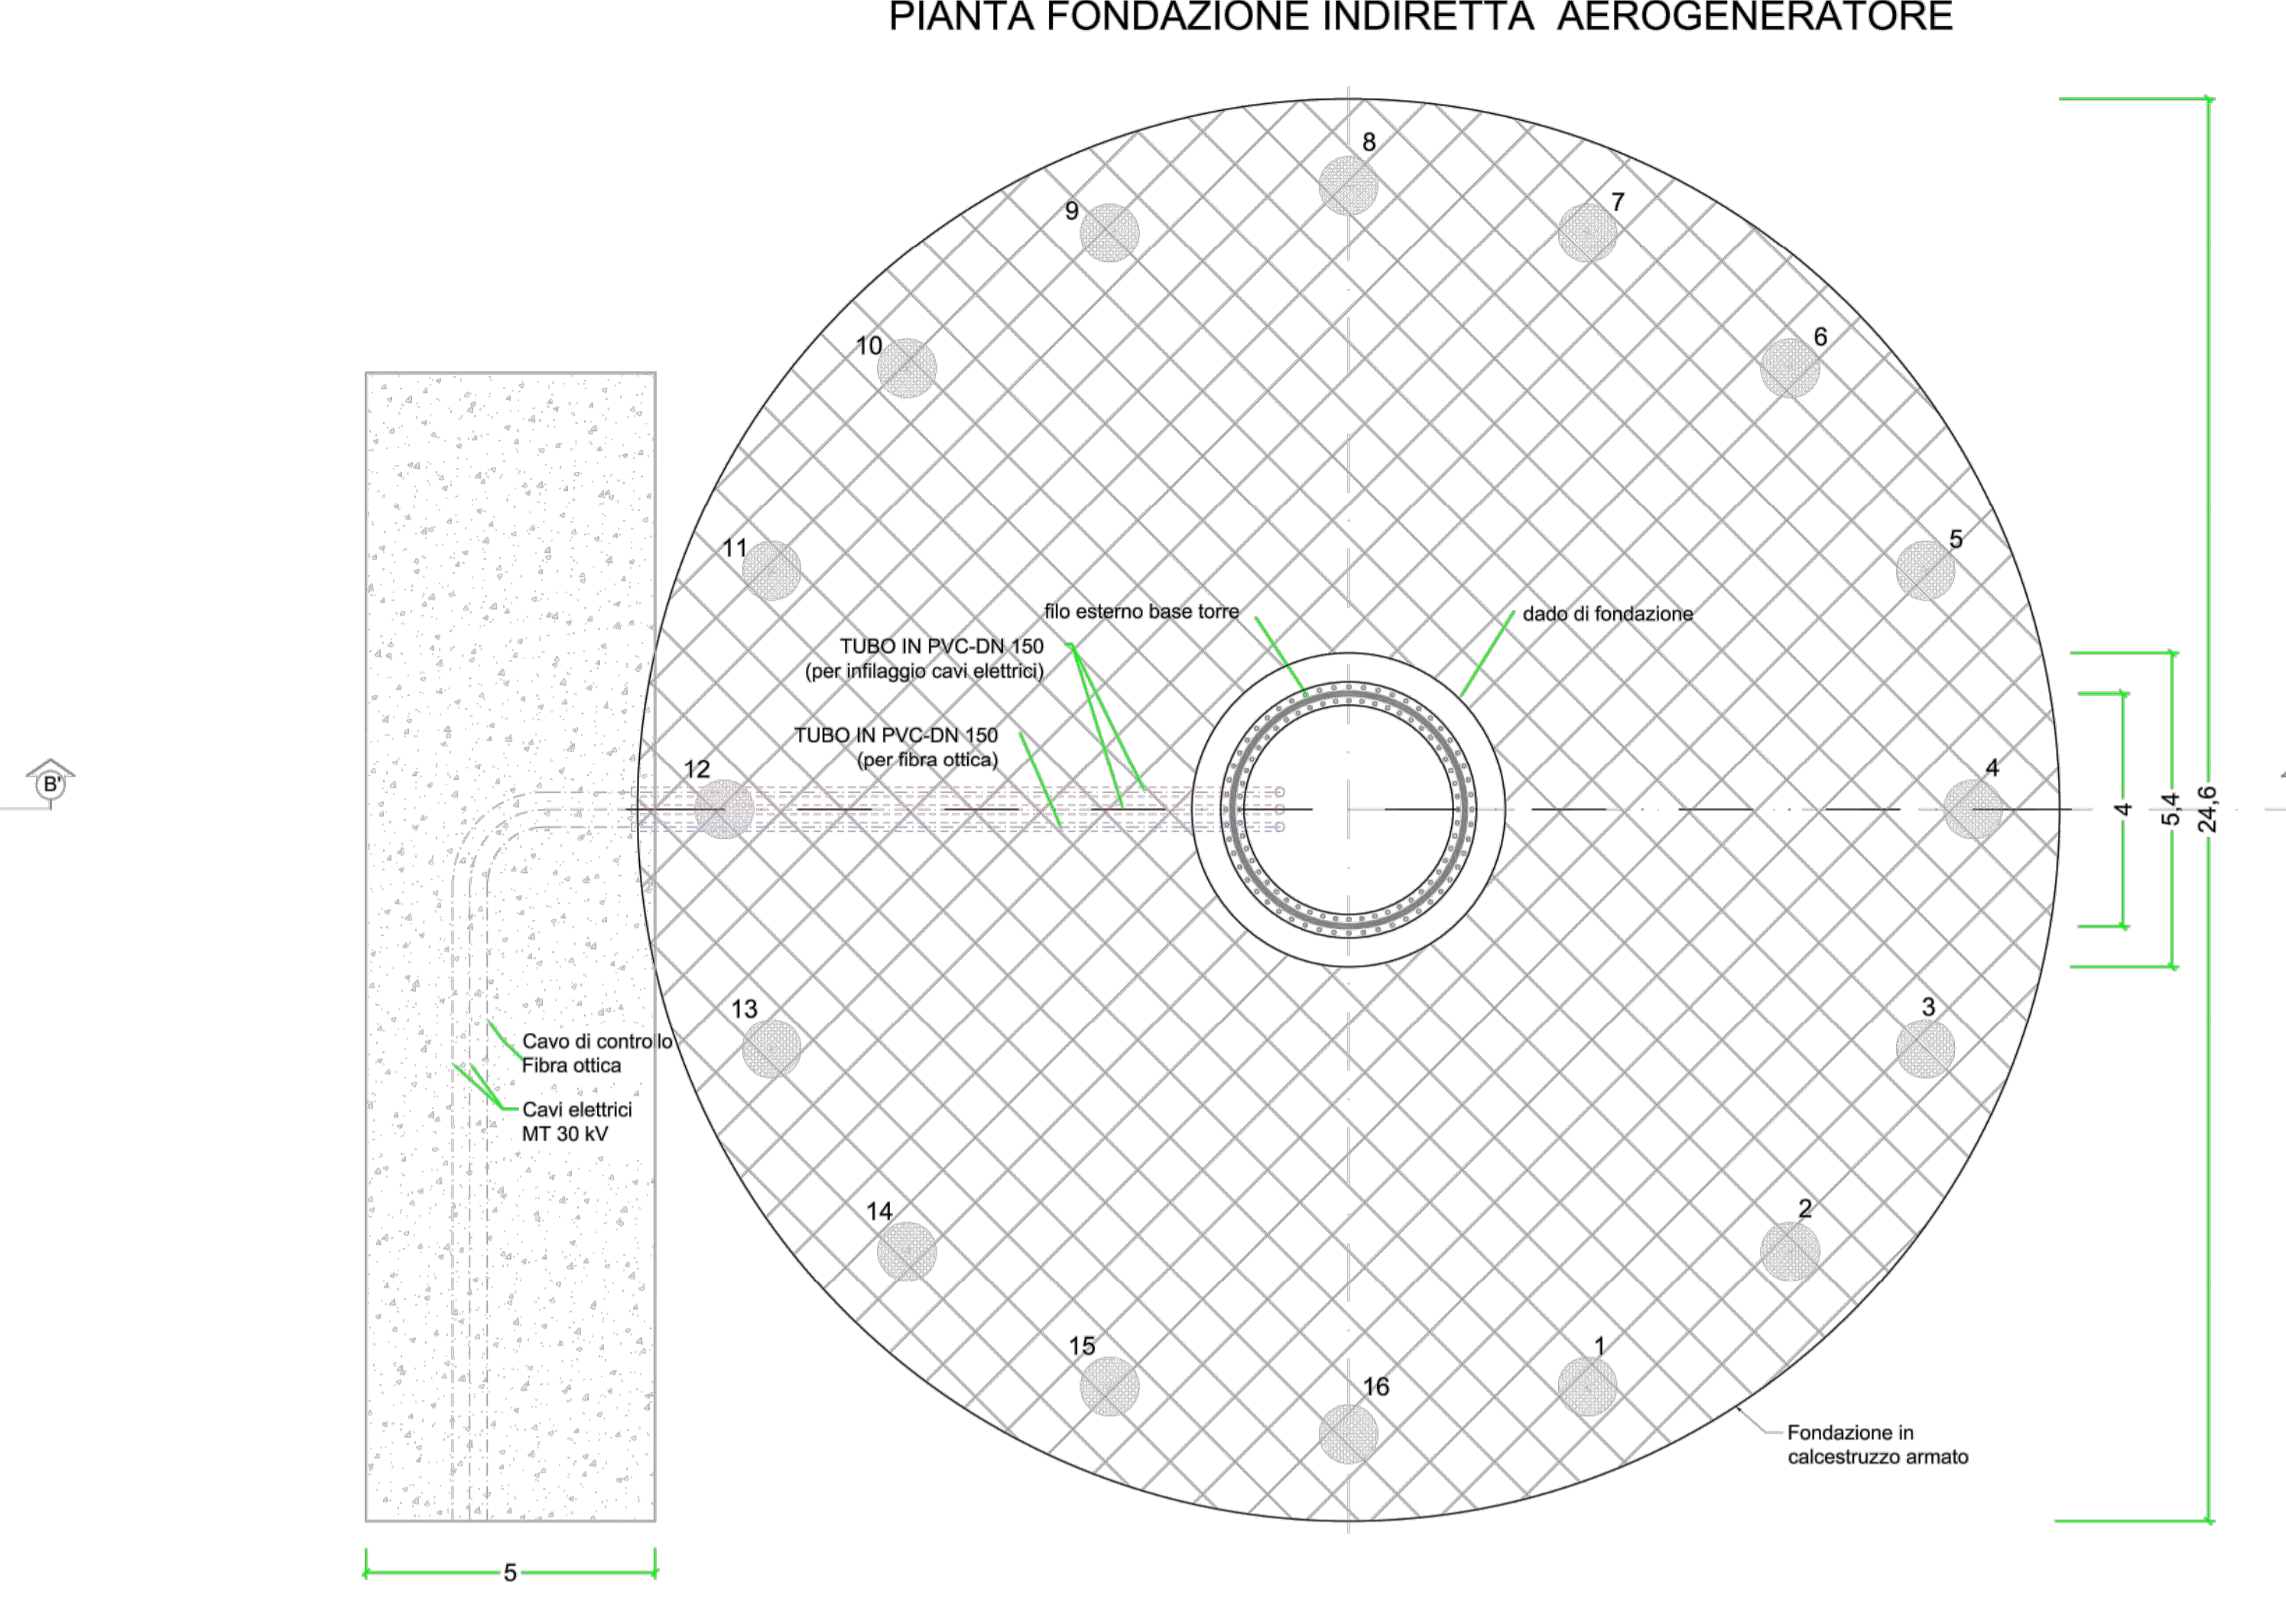 PIANTA FONDAZIONE INDIRETTA AEROGENERATORE
8
7
9
6
10
5
11
filo esterno base torre
dado di fondazione
TUBO IN PVC-DN 150
(per infilaggio cavi elettrici)
TUBO IN PVC-DN 150
(per fibra ottica)
12
4
B'
4
5,4
24,6
13
3
Cavo di controllo
Fibra ottica
Cavi elettrici
MT 30 kV
14
2
15
1
16
Fondazione in
calcestruzzo armato
5